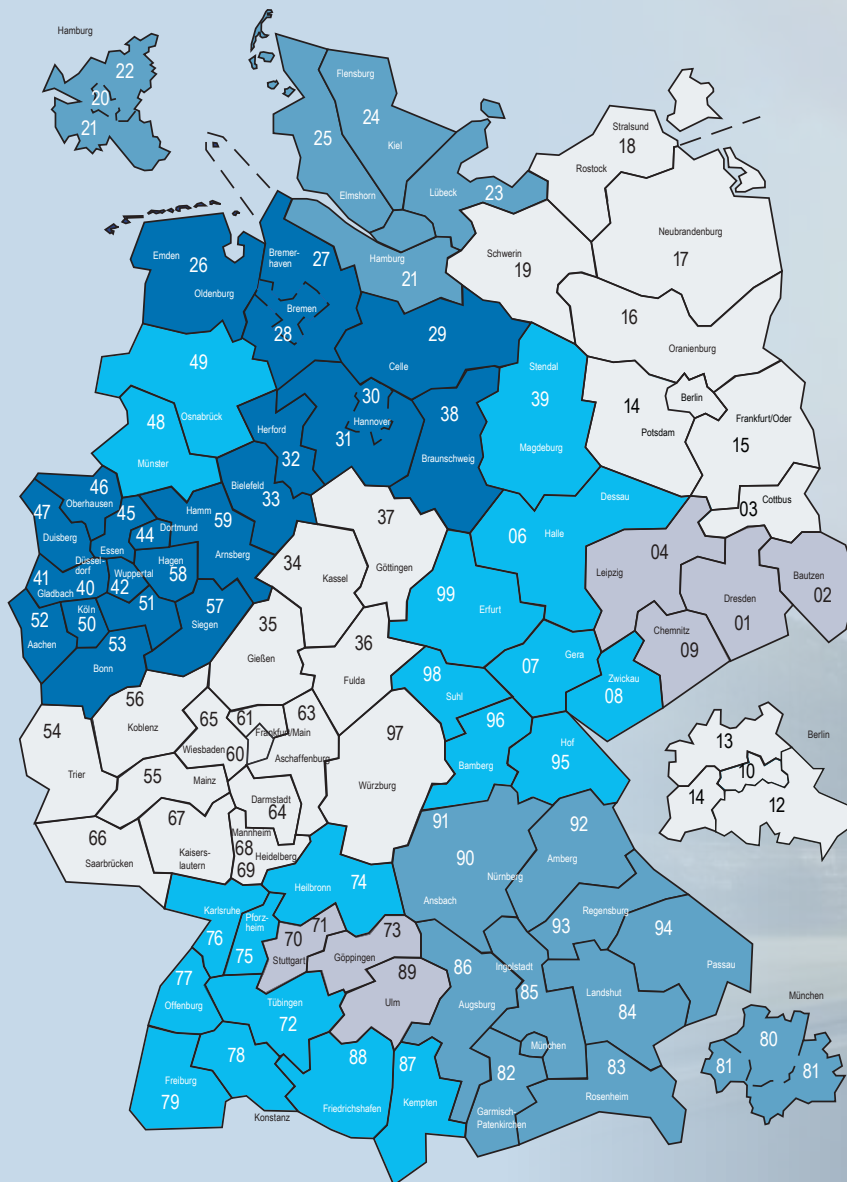 Hamburg
22
20
21
Flensburg
24
25
Kiel
Elmshorn
Lübeck
23
Stralsund
18
Rostock
Neubrandenburg
17
Schwerin
19
Emden
26
Oldenburg
Bremer-
haven
27
Hamburg
21
Bremen
28
29
Celle
16
Oranienburg
49
Osnabrück
48
Münster
Stendal
39
Magdeburg
14
Potsdam
Berlin
Frankfurt/Oder
15
30
Hannover
31
38
Braunschweig
Herford
32
Bielefeld
33
Dessau
03
Cottbus
46
Oberhausen
47
45
Duisberg
Essen
Hamm
59
Dortmund
44
Arnsberg
Hagen
58
Düssel-
dorf
41
Gladbach
40
Wuppertal
42
51
Köln
50
52
Aachen
53
Bonn
57
Siegen
37
Göttingen
34
Kassel
06
Halle
04
Leipzig
Dresden
01
Bautzen
02
Chemnitz
09
99
Erfurt
35
Gießen
36
Fulda
98
Suhl
07
Gera
Zwickau
08
56
Koblenz
54
Trier
65
Wiesbaden
61
60
63
Frankfurt/Main
Aschaffenburg
97
Würzburg
96
Bamberg
Hof
95
Berlin
13
10
14
12
55
Mainz
Darmstadt
64
66
Saarbrücken
67
Kaisers-
lautern
Mannheim
68
Heidelberg
69
91
90
Nürnberg
Ansbach
92
Amberg
Heilbronn
74
Karlsruhe
76
Pforz-
heim
75
71
70
Stuttgart
73
Göppingen
89
Ulm
93
Regensburg
94
Passau
77
Offenburg
Tübingen
72
86
Augsburg
Ingolstadt
85
Landshut
84
München
80
81
81
78
Freiburg
79
Konstanz
88
Friedrichshafen
87
Kempten
82
Garmisch-
Patenkirchen
München
83
Rosenheim